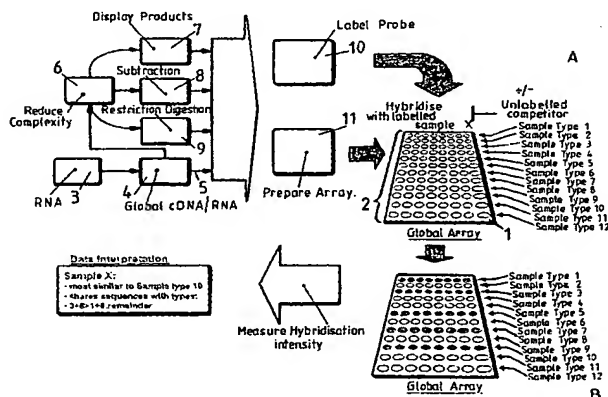 Display Products
7
6
Subtraction
8
Reduce
Complexity
Restriction Digestion
9
RNA
3
4
5
Global cDNA/RNA
Label Probe
10
11
Prepare Array.
A
Hybridise
with labelled
sample X
+/-
Unlabelled
competitor
2
Sample Type 1
Sample Type 2
Sample Type 3
Sample Type 4
Sample Type 5
Sample Type 6
Sample Type 7
Sample Type 8
Sample Type 9
Sample Type 10
Sample Type 11
Sample Type 12
1
Global Array
Data Interpretation
Sample X:
- most similar to Sample type 10
- shares sequences with types:
Measure Hybridisation
intensity
Sample Type 1
Sample Type 2
Sample Type 3
Sample Type 4
Sample Type 5
Sample Type 6
Sample Type 7
Sample Type 8
Sample Type 9
Sample Type 10
Sample Type 11
Sample Type 12
Global Array
B